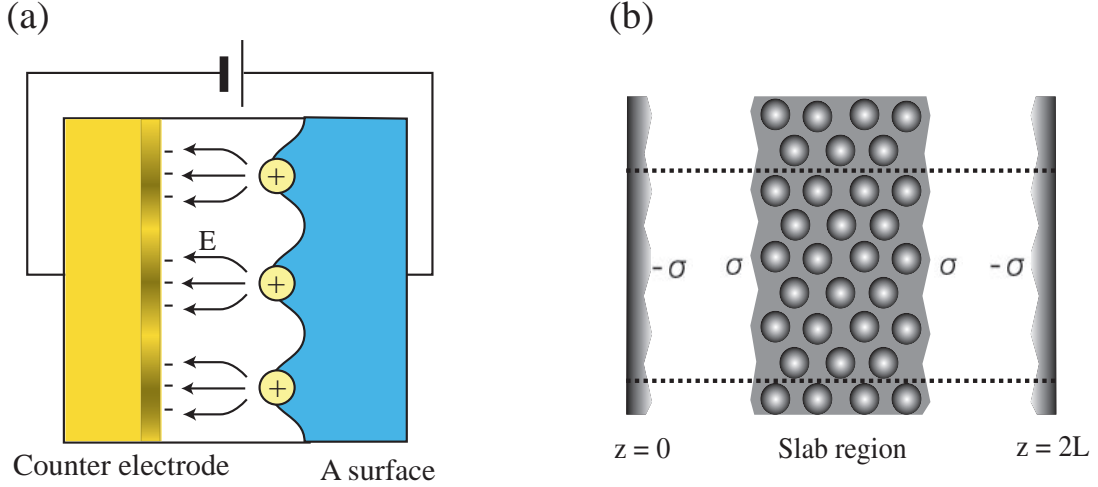 (a)
(b)
+
E
+
+
-
-
-
-
-
-
-
-
-
Counter electrode
A surface
-σ
σ
σ
-σ
z = 0
Slab region
z = 2L